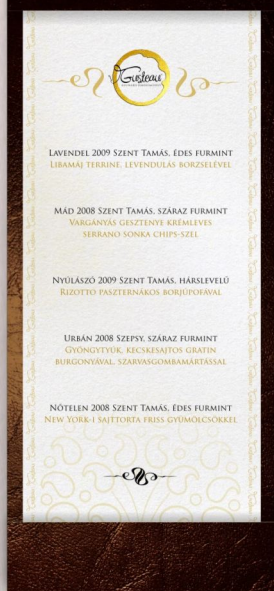 Gusteau
LAVENDEL 2009 SZENT TAMÁS, ÉDES FURMINT
LIBAMÁJ TERRINE, LEVENDULÁS BORZSELÉVEL
MÁD 2008 SZENT TAMÁS, SZÁRAZ FURMINT
VARGÁNYÁS GESZTENYE KRÉMLEVES
SERRANO SONKA CHIPS-SZEL
NYÚLÁSZÓ 2009 SZENT TAMÁS, HÁRSLEVELŰ
RIZOTTO PASZTERNÁKOS BORJÚPOFÁVAL
URBÁN 2008 SZEPSY, SZÁRAZ FURMINT
GYÖNGYTYÚK, KECSKESAJTOS GRATIN
BURGONYÁVAL, SZARVASGOMBAMÁRTÁSSAL
NŐTELEN 2008 SZENT TAMÁS, ÉDES FURMINT
NEW YORK-I SAJTTORTA FRISS GYÜMÖLCSÖKKEL